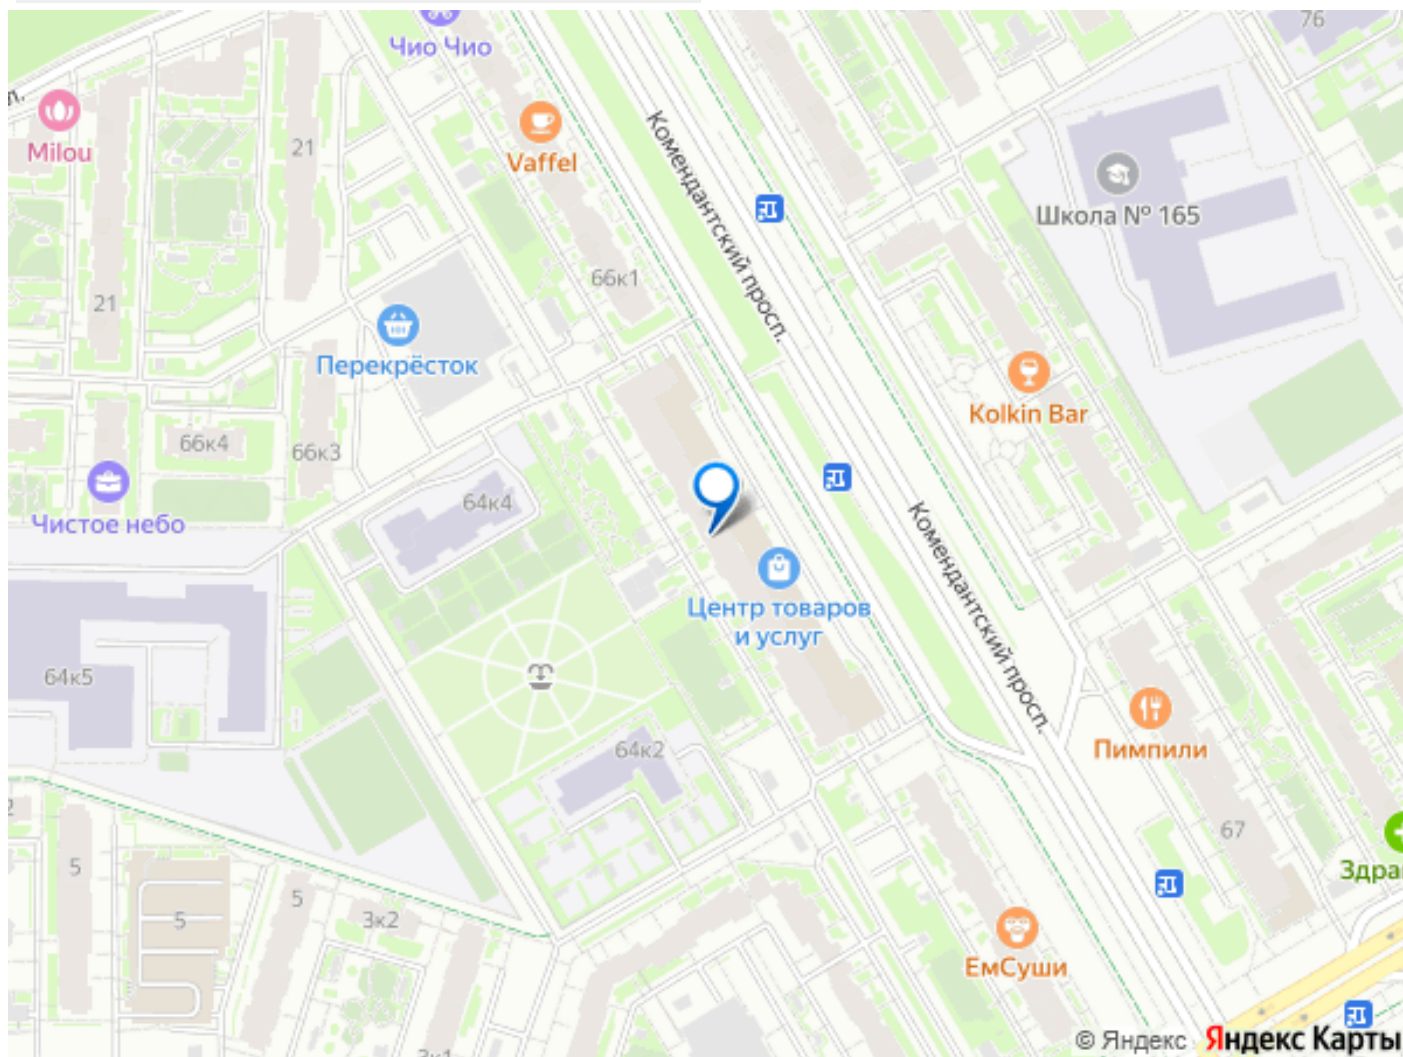 76
Чио Чио
п.
Milou
Vaffel
21
Комендантский просп.
Школа № 165
66к1
21
Перекрёсток
Kolkin Bar
66к4
66к3
64к4
Чистое небо
Комендантский просп.
Центр товаров
и услуг
64к5
64к2
Пимпили
67
5
Здра
5
3к2
5
ЕмСуши
3к1
© Яндекс Яндекс Карты